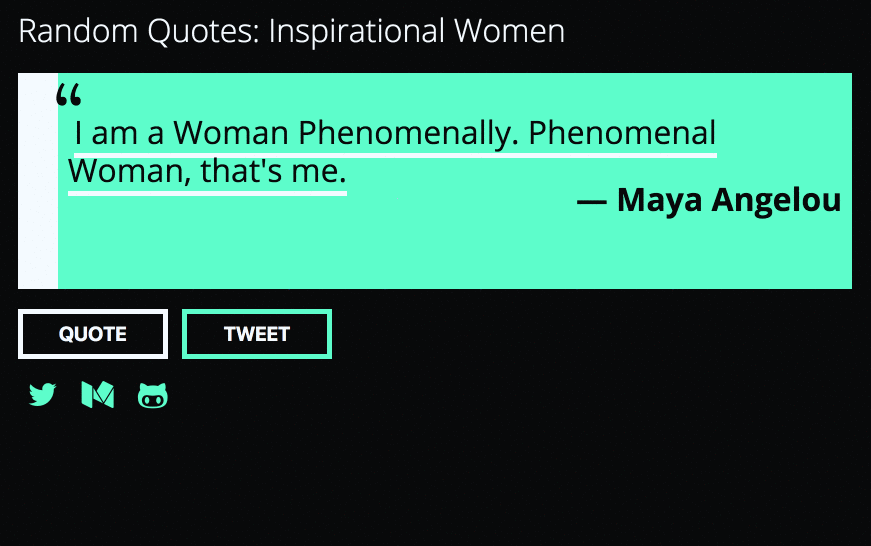 Random Quotes: Inspirational Women
“
I am a Woman Phenomenally. Phenomenal
Woman, that's me.
— Maya Angelou
QUOTE TWEET